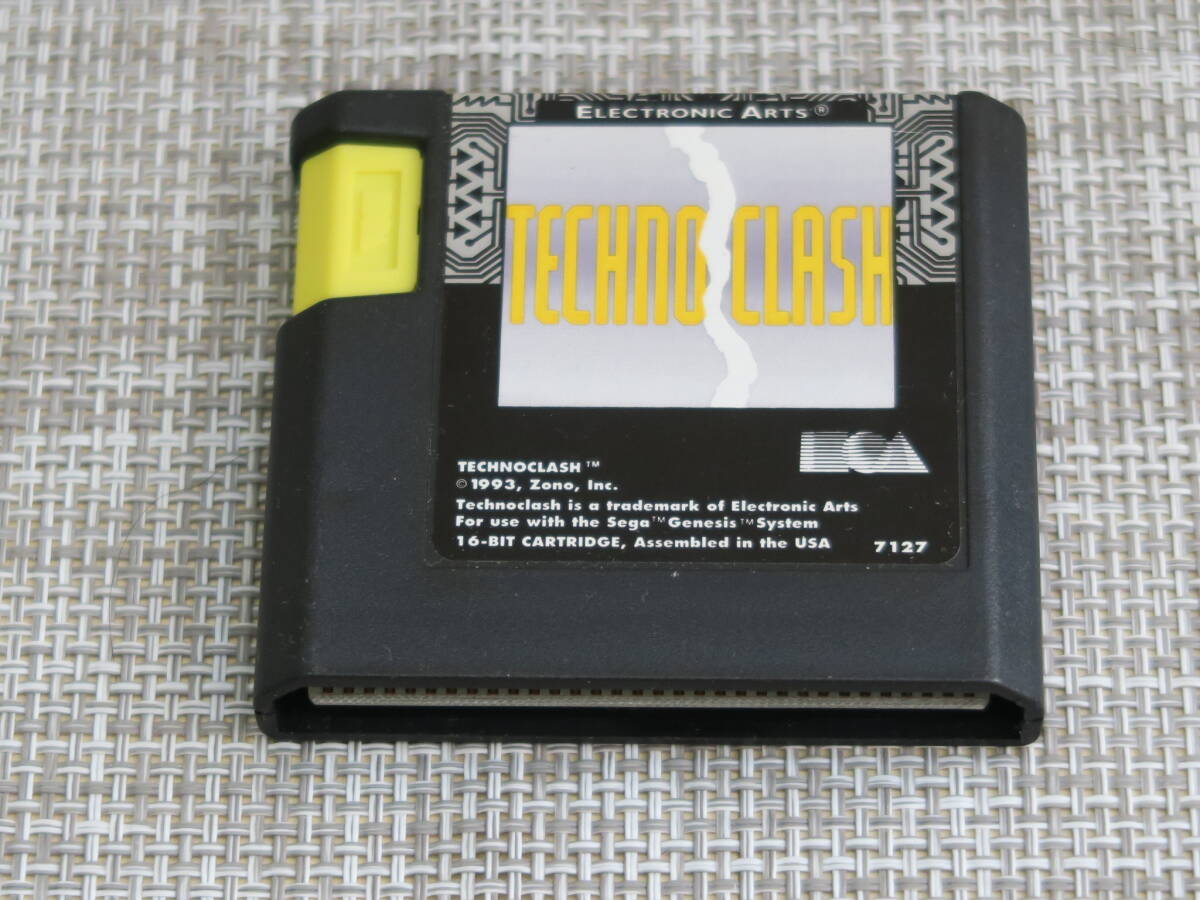 ELECTRONIC ARTS®
TECHNO CLASH
EA
TECHNOCLASH™
©1993, Zono, Inc.
Technoclash is a trademark of Electronic Arts
For use with the Sega™ Genesis™ System
16-BIT CARTRIDGE, Assembled in the USA 7127